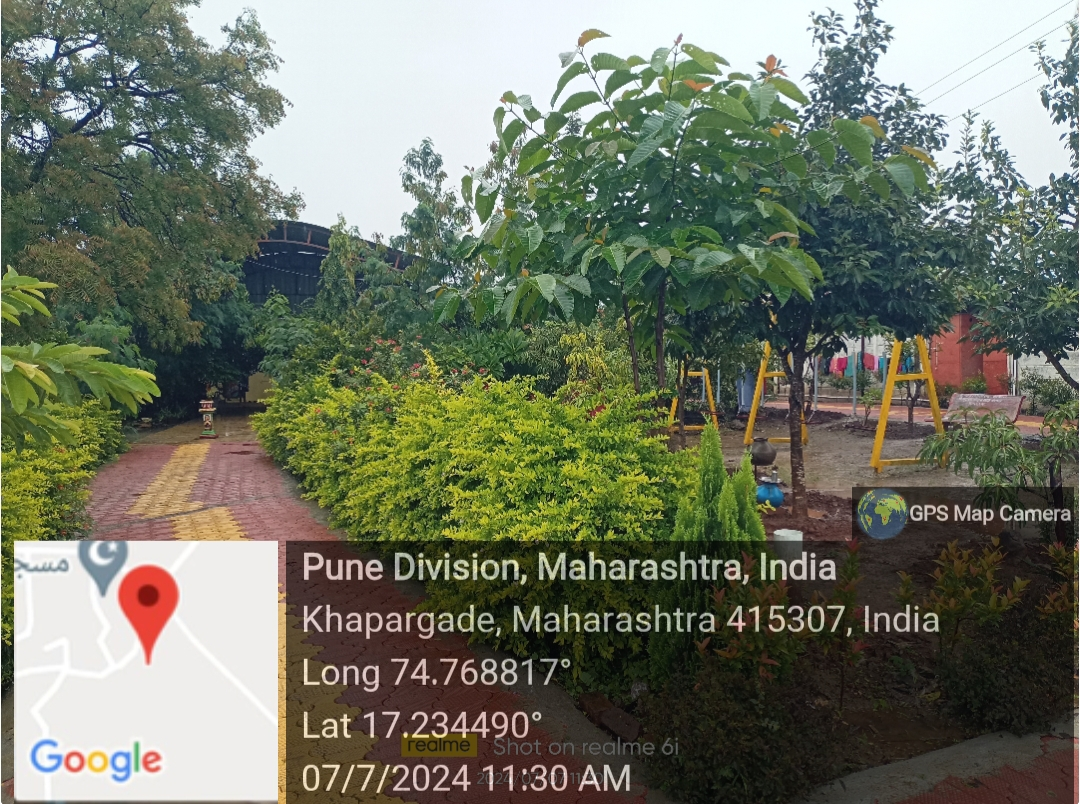 GPS Map Camera
مسجد
Pune Division, Maharashtra, India
Khapargade, Maharashtra 415307, India
Long 74.768817°
Lat 17.234490°
realme Shot on realme 6i
07/7/2024 11:30 AM
Google